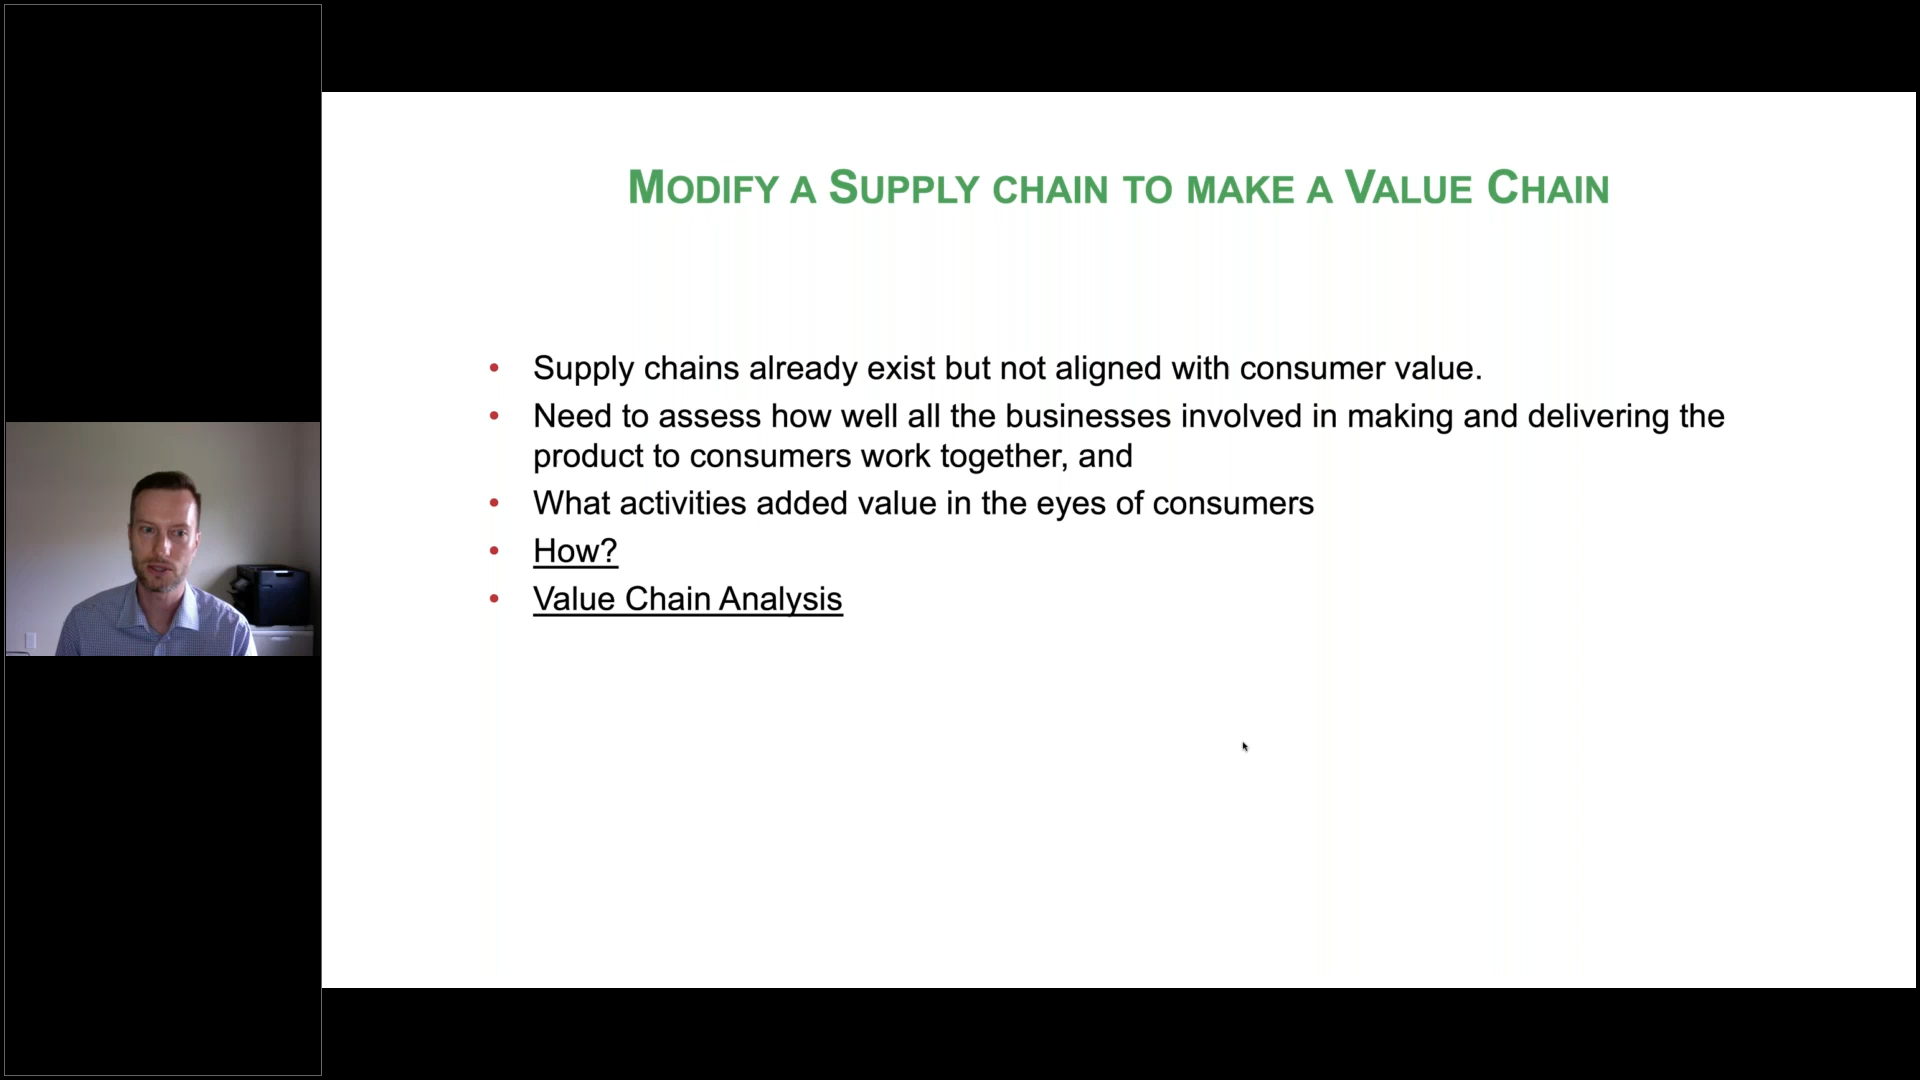 MODIFY A SUPPLY CHAIN TO MAKE A VALUE CHAIN
• Supply chains already exist but not aligned with consumer value.
• Need to assess how well all the businesses involved in making and delivering the
product to consumers work together, and
• What activities added value in the eyes of consumers
• How?
• Value Chain Analysis